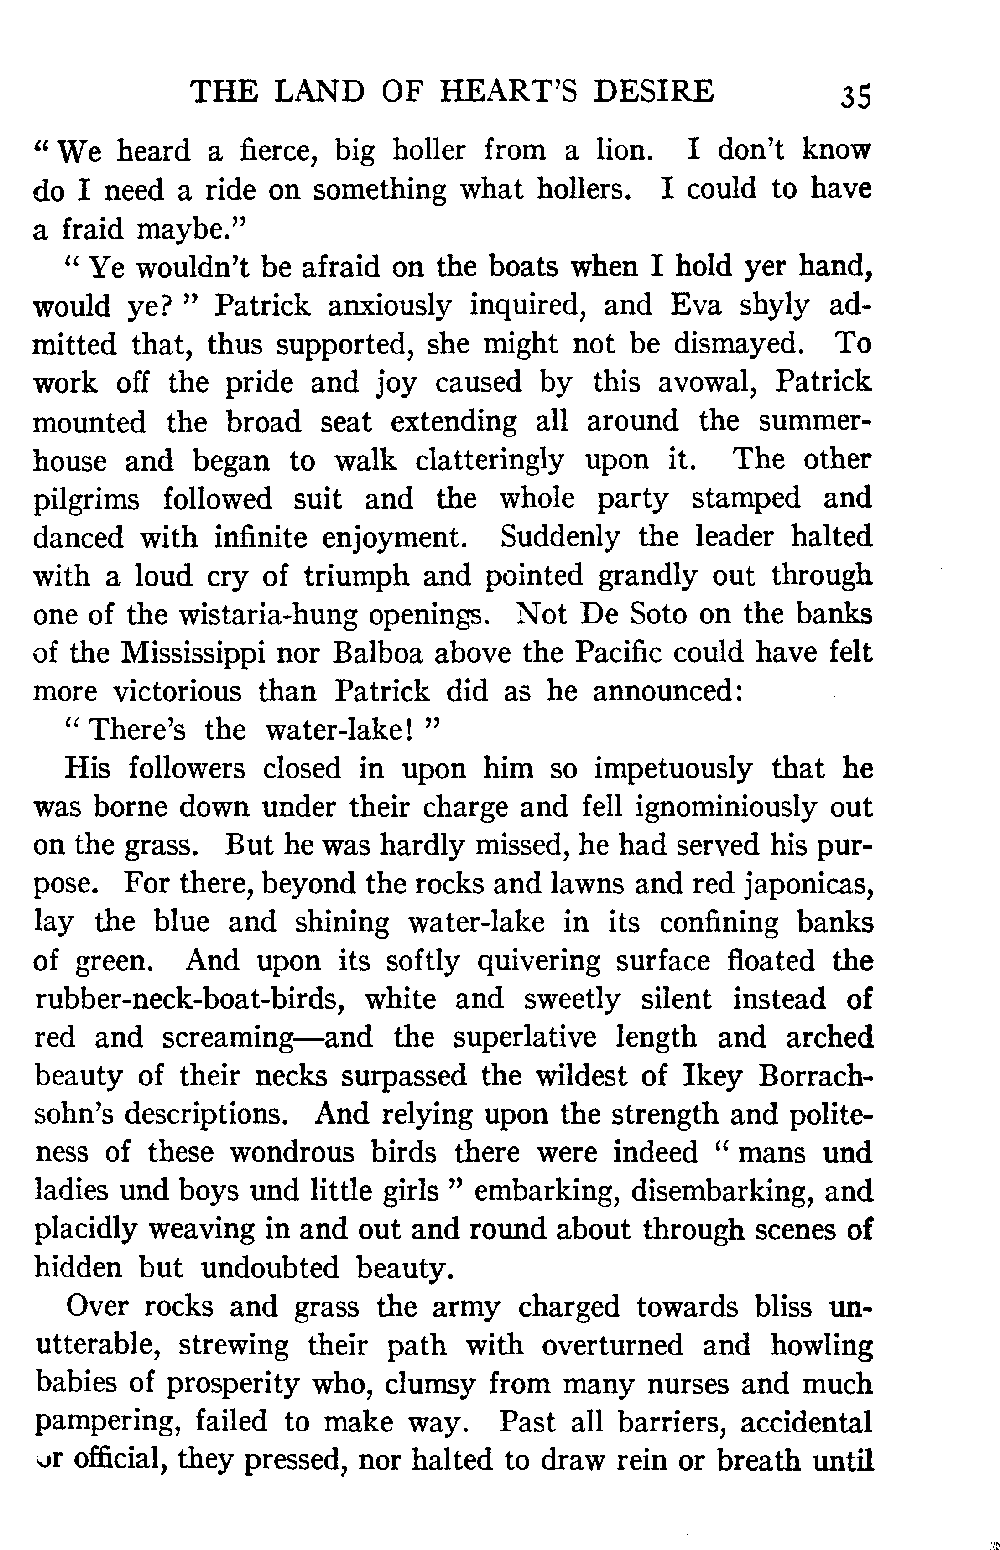 THE LAND OF HEART'S DESIRE 35
“ We heard a fierce, big holler from a lion. I don't know
do I need a ride on something what hollers. I could to have
a fraid maybe.”
“ Ye wouldn't be afraid on the boats when I hold yer hand,
would ye? ” Patrick anxiously inquired, and Eva shyly ad-
mitted that, thus supported, she might not be dismayed. To
work off the pride and joy caused by this avowal, Patrick
mounted the broad seat extending all around the summer-
house and began to walk clatteringly upon it. The other
pilgrims followed suit and the whole party stamped and
danced with infinite enjoyment. Suddenly the leader halted
with a loud cry of triumph and pointed grandly out through
one of the wistaria-hung openings. Not De Soto on the banks
of the Mississippi nor Balboa above the Pacific could have felt
more victorious than Patrick did as he announced:
“ There's the water-lake! ”
His followers closed in upon him so impetuously that he
was borne down under their charge and fell ignominiously out
on the grass. But he was hardly missed, he had served his pur-
pose. For there, beyond the rocks and lawns and red japonicas,
lay the blue and shining water-lake in its confining banks
of green. And upon its softly quivering surface floated the
rubber-neck-boat-birds, white and sweetly silent instead of
red and screaming—and the superlative length and arched
beauty of their necks surpassed the wildest of Ikey Borrach-
sohn's descriptions. And relying upon the strength and polite-
ness of these wondrous birds there were indeed “ mans und
ladies und boys und little girls ” embarking, disembarking, and
placidly weaving in and out and round about through scenes of
hidden but undoubted beauty.
Over rocks and grass the army charged towards bliss un-
utterable, strewing their path with overturned and howling
babies of prosperity who, clumsy from many nurses and much
pampering, failed to make way. Past all barriers, accidental
or official, they pressed, nor halted to draw rein or breath until